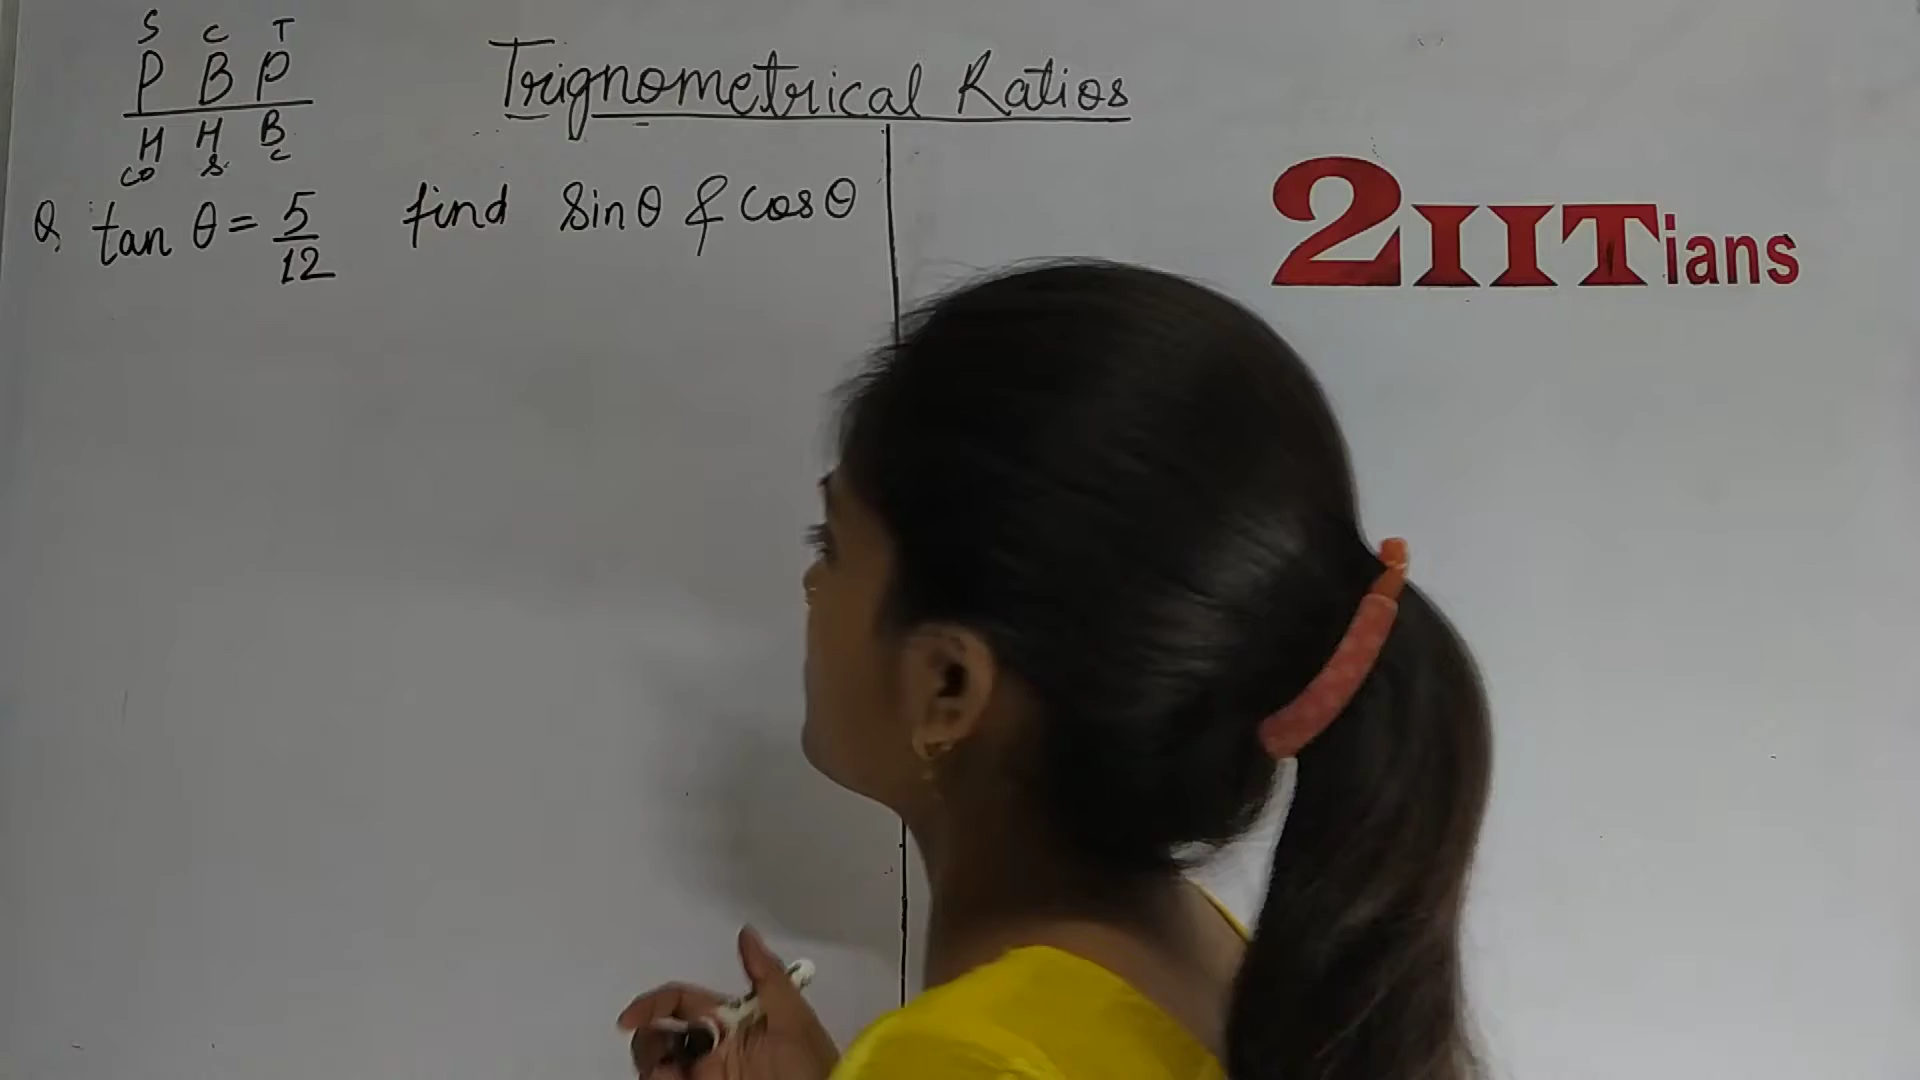 S C T
P B P
H H B
co s c
Trignometrical Ratios
Q, tan θ = 5/12 find sin θ & cos θ
2IITians